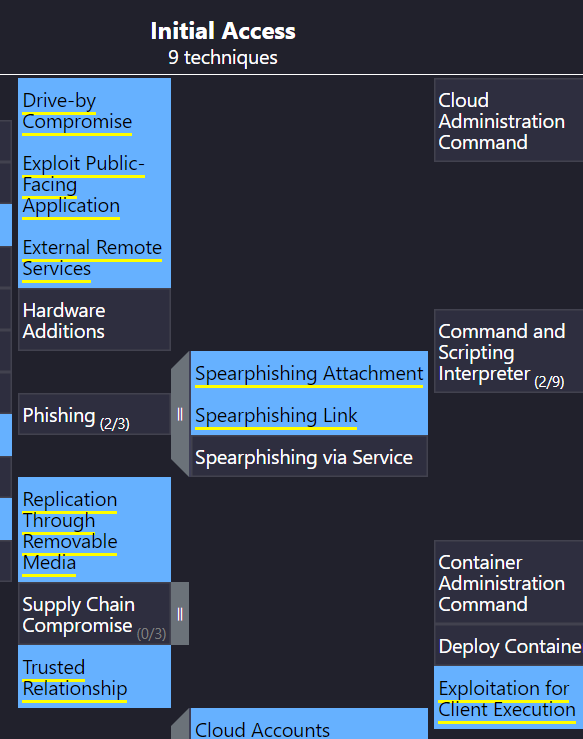 Initial Access
9 techniques
Drive-by
Compromise
Exploit Public-
Facing
Application
External Remote
Services
Hardware
Additions
Phishing (2/3)
Spearphishing Attachment
Spearphishing Link
Spearphishing via Service
Replication
Through
Removable
Media
Supply Chain
Compromise (0/3)
Trusted
Relationship
Cloud Accounts
Cloud
Administration
Command
Command and
Scripting
Interpreter (2/9)
Container
Administration
Command
Deploy Containe
Exploitation for
Client Execution